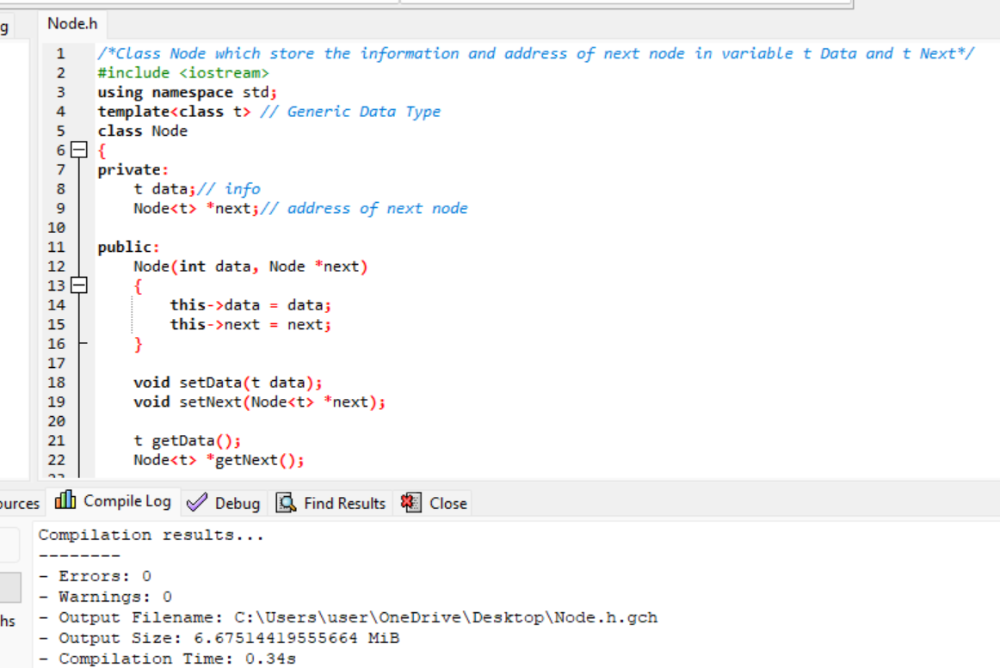 g
Node.h
1 /*Class Node which store the information and address of next node in variable t Data and t Next*/
2 #include <iostream>
3 using namespace std;
4 template<class t> // Generic Data Type
5 class Node
6 {
7 private:
8 t data;// info
9 Node<t> *next;// address of next node
10
11 public:
12 Node(int data, Node *next)
13 {
14 this->data = data;
15 this->next = next;
16 }
17
18 void setData(t data);
19 void setNext(Node<t> *next);
20
21 t getData();
22 Node<t> *getNext();
23
ources Compile Log Debug Find Results Close
Compilation results...
--------
- Errors: 0
- Warnings: 0
hs
- Output Filename: C:\Users\user\OneDrive\Desktop\Node.h.gch
- Output Size: 6.67514419555664 MiB
- Compilation Time: 0.34s